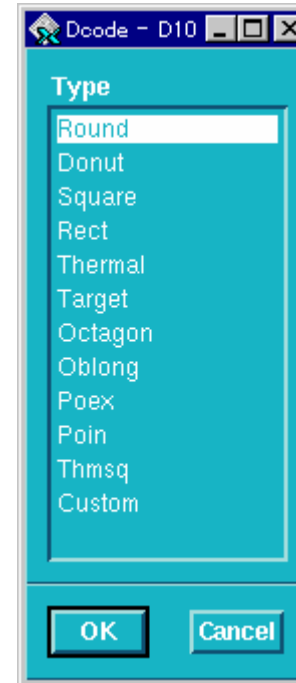 Dcode - D10
Type
Round
Donut
Square
Rect
Thermal
Target
Octagon
Oblong
Poex
Poin
Thmsq
Custom
OK
Cancel